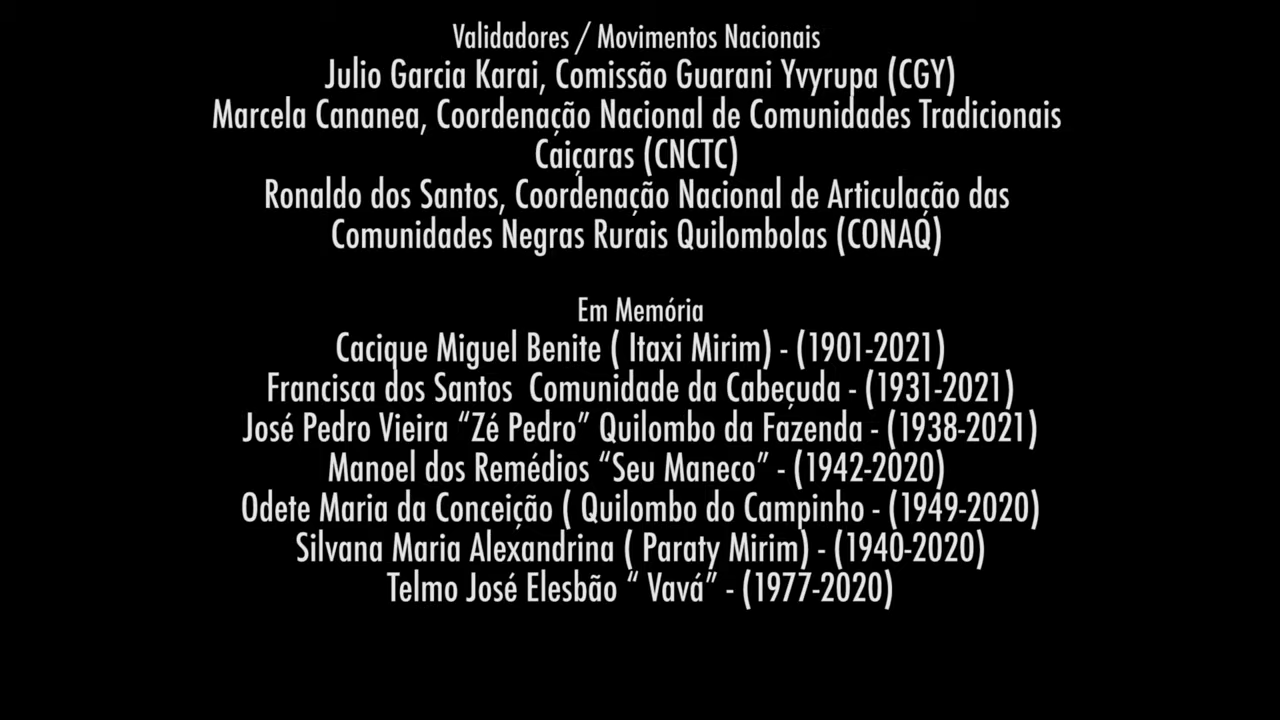 Validadores / Movimentos Nacionais
Julio Garcia Karai, Comissão Guarani Yvyrupa (CGY)
Marcela Cananea, Coordenação Nacional de Comunidades Tradicionais
Caiçaras (CNCTC)
Ronaldo dos Santos, Coordenação Nacional de Articulação das
Comunidades Negras Rurais Quilombolas (CONAQ)
Em Memória
Cacique Miguel Benite ( Itaxi Mirim) - (1901-2021)
Francisca dos Santos  Comunidade da Cabeçuda - (1931-2021)
José Pedro Vieira “Zé Pedro” Quilombo da Fazenda - (1938-2021)
Manoel dos Remédios “Seu Maneco” - (1942-2020)
Odete Maria da Conceição ( Quilombo do Campinho - (1949-2020)
Silvana Maria Alexandrina ( Paraty Mirim) - (1940-2020)
Telmo José Elesbão “ Vavá” - (1977-2020)